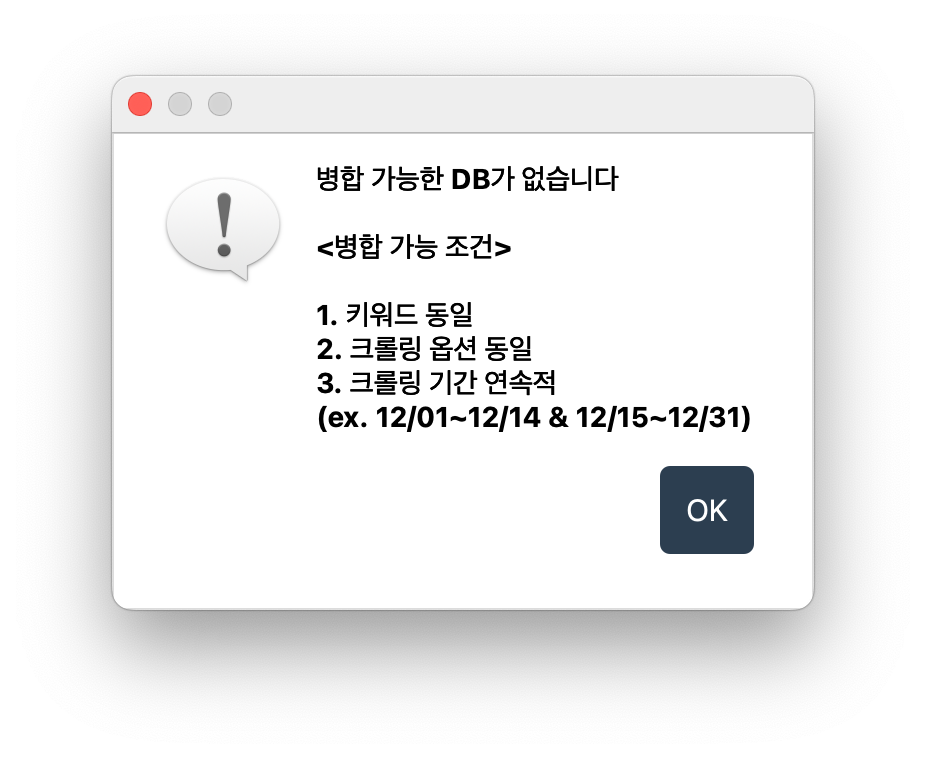 병합 가능한 DB가 없습니다
<병합 가능 조건>
1. 키워드 동일
2. 크롤링 옵션 동일
3. 크롤링 기간 연속적
(ex. 12/01~12/14 & 12/15~12/31)
OK